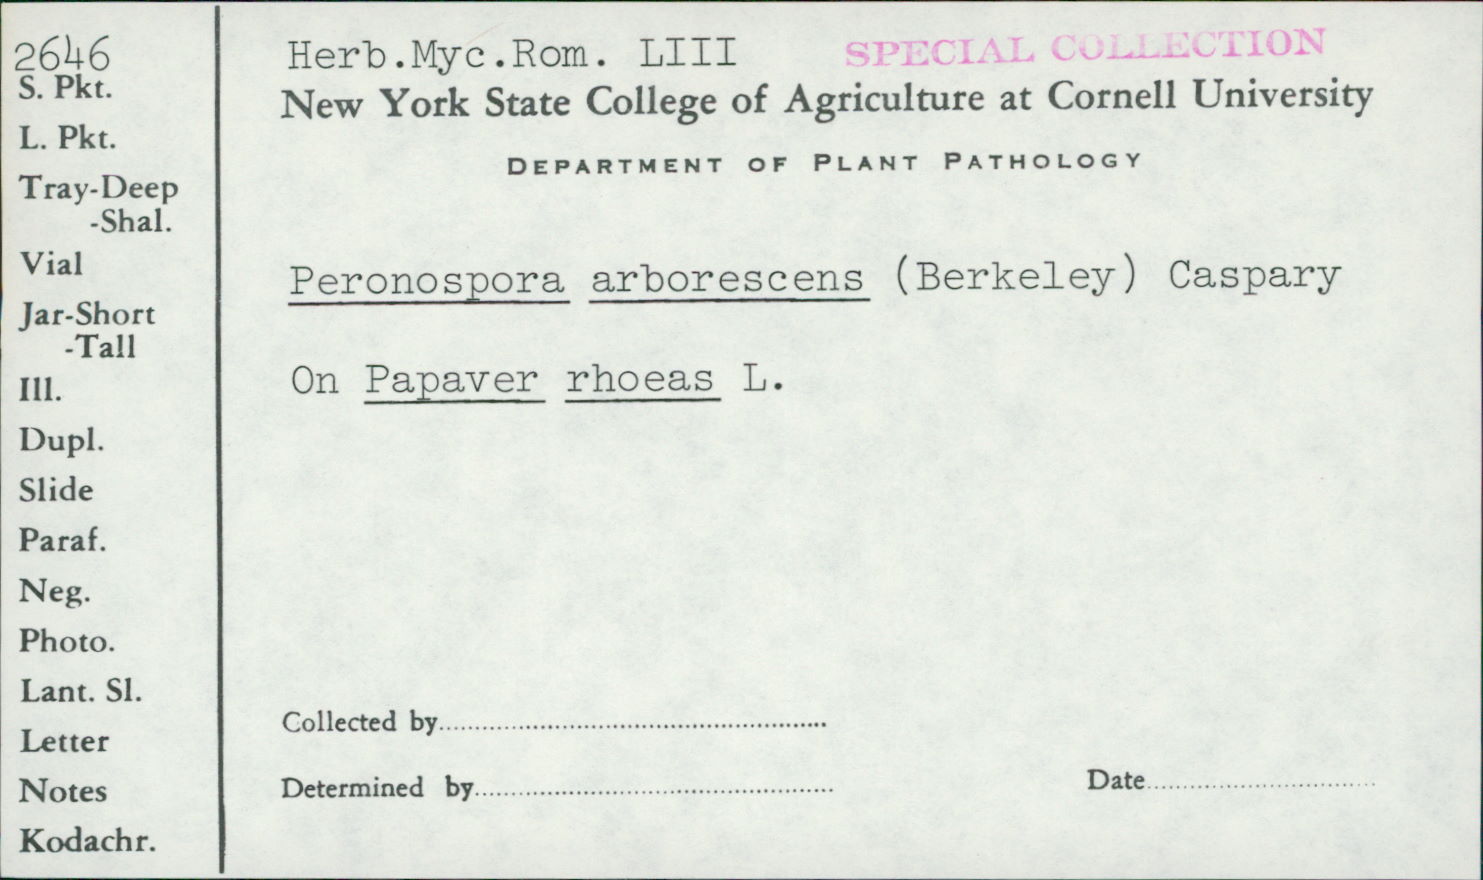 2646
S. Pkt.
L. Pkt.
Tray-Deep
-Shal.
Vial
Jar-Short
-Tall
Ill.
Dupl.
Slide
Paraf.
Neg.
Photo.
Lant. Sl.
Letter
Notes
Kodachr.
Herb.Myc.Rom. LIII SPECIAL COLLECTION
New York State College of Agriculture at Cornell University
DEPARTMENT OF PLANT PATHOLOGY
Peronospora arborescens (Berkeley) Caspary
On Papaver rhoeas L.
Collected by
Determined by
Date